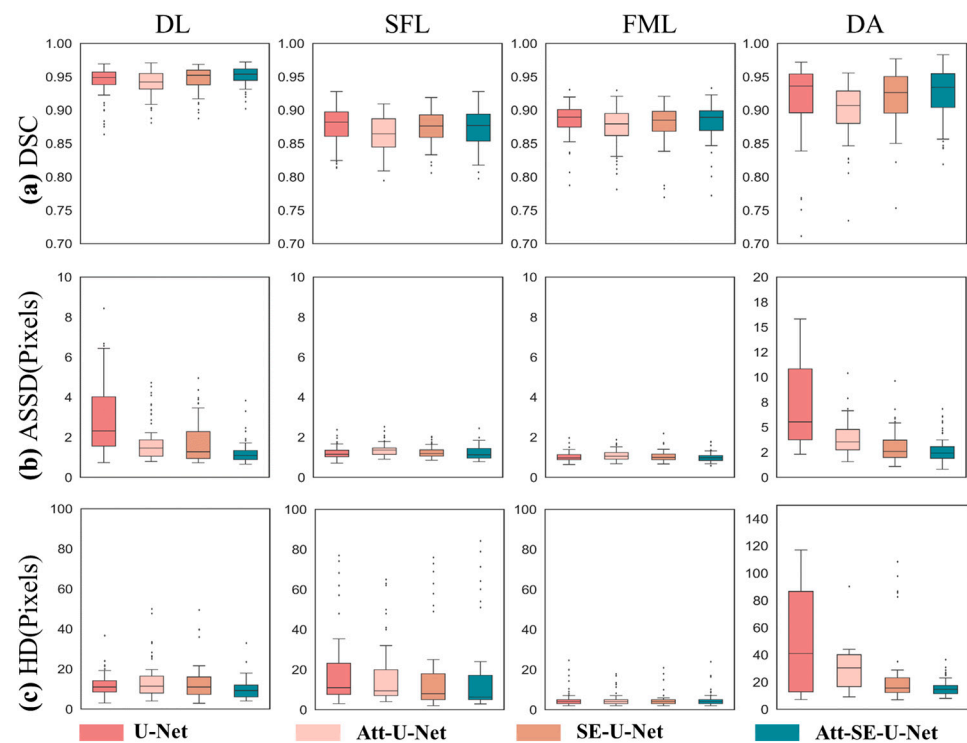 DL SFL FML DA
(a) DSC
1.00 1.00 1.00 1.00
0.95 0.95 0.95 0.95
0.90 0.90 0.90 0.90
0.85 0.85 0.85 0.85
0.80 0.80 0.80 0.80
0.75 0.75 0.75 0.75
0.70 0.70 0.70 0.70
(b) ASSD(Pixels)
10 10 10 20
8 8 8 18
6 6 6 15
4 4 4 12
2 2 2 10
0 0 0 8
5
2
0
(c) HD(Pixels)
100 100 100 140
80 80 80 120
60 60 60 100
40 40 40 80
20 20 20 60
0 0 0 40
20
0
U-Net Att-U-Net SE-U-Net Att-SE-U-Net